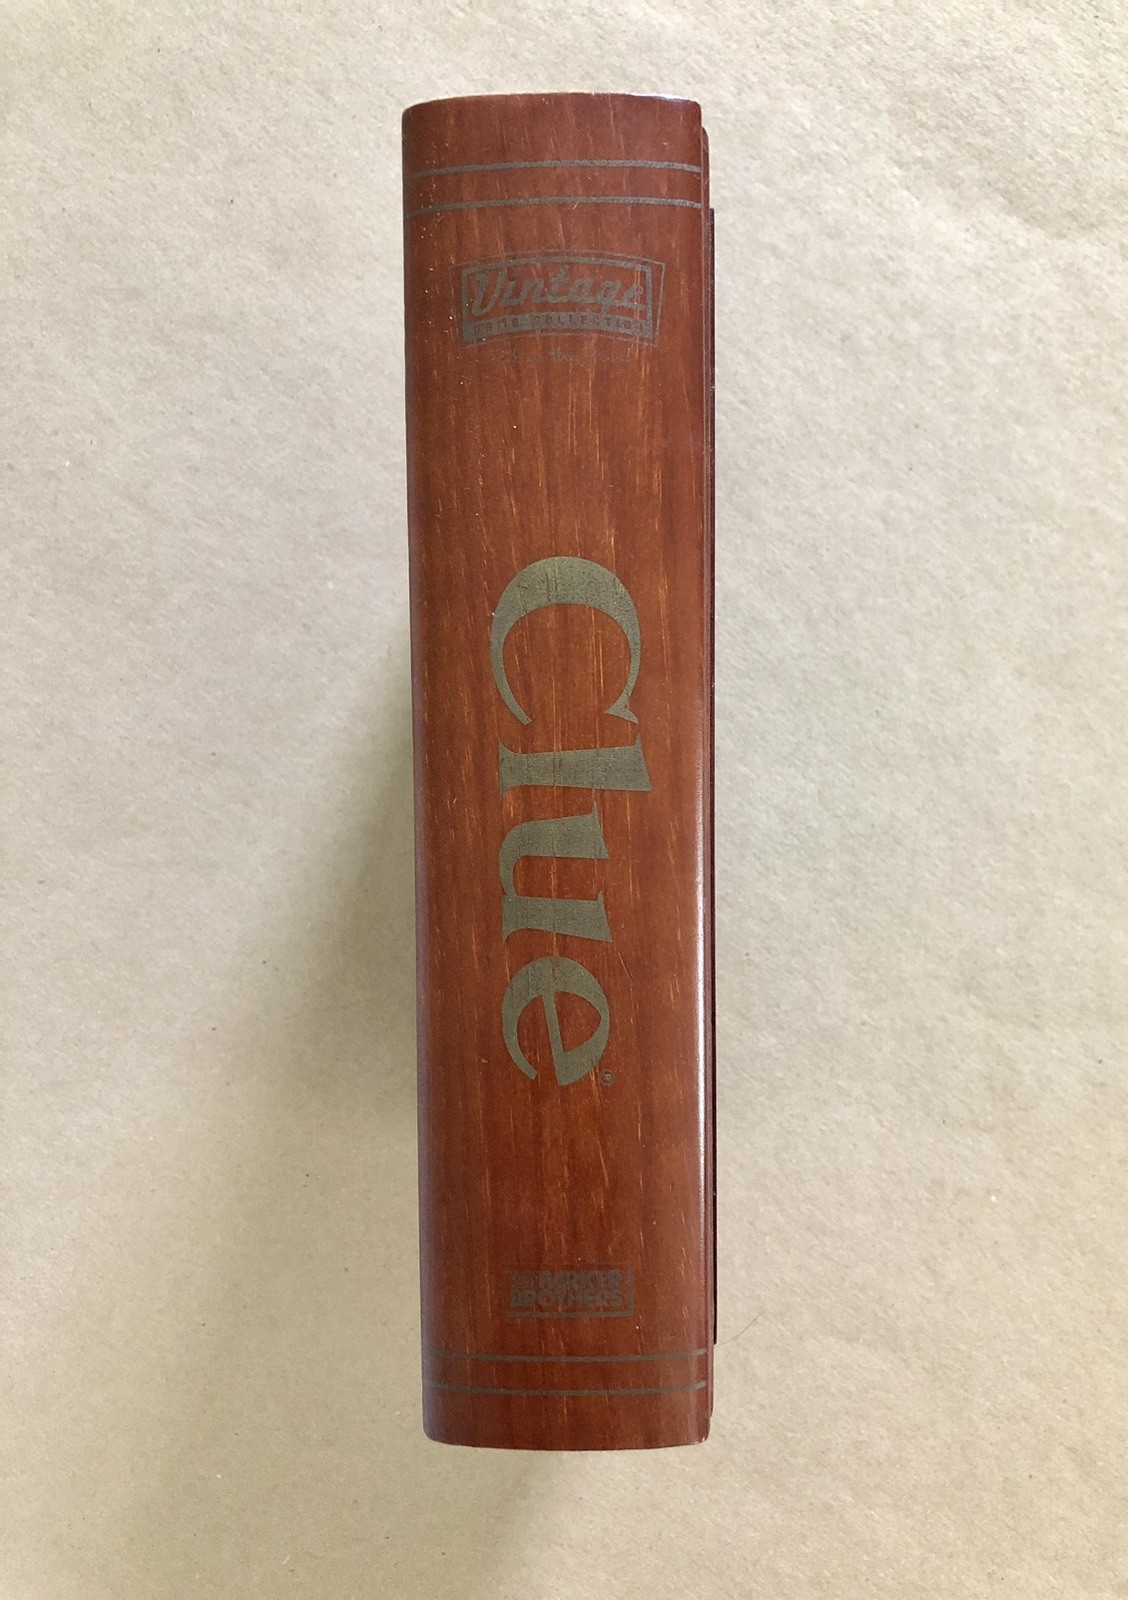 Vintage
GAME COLLECTION
Clue®
PARKER
BROTHERS